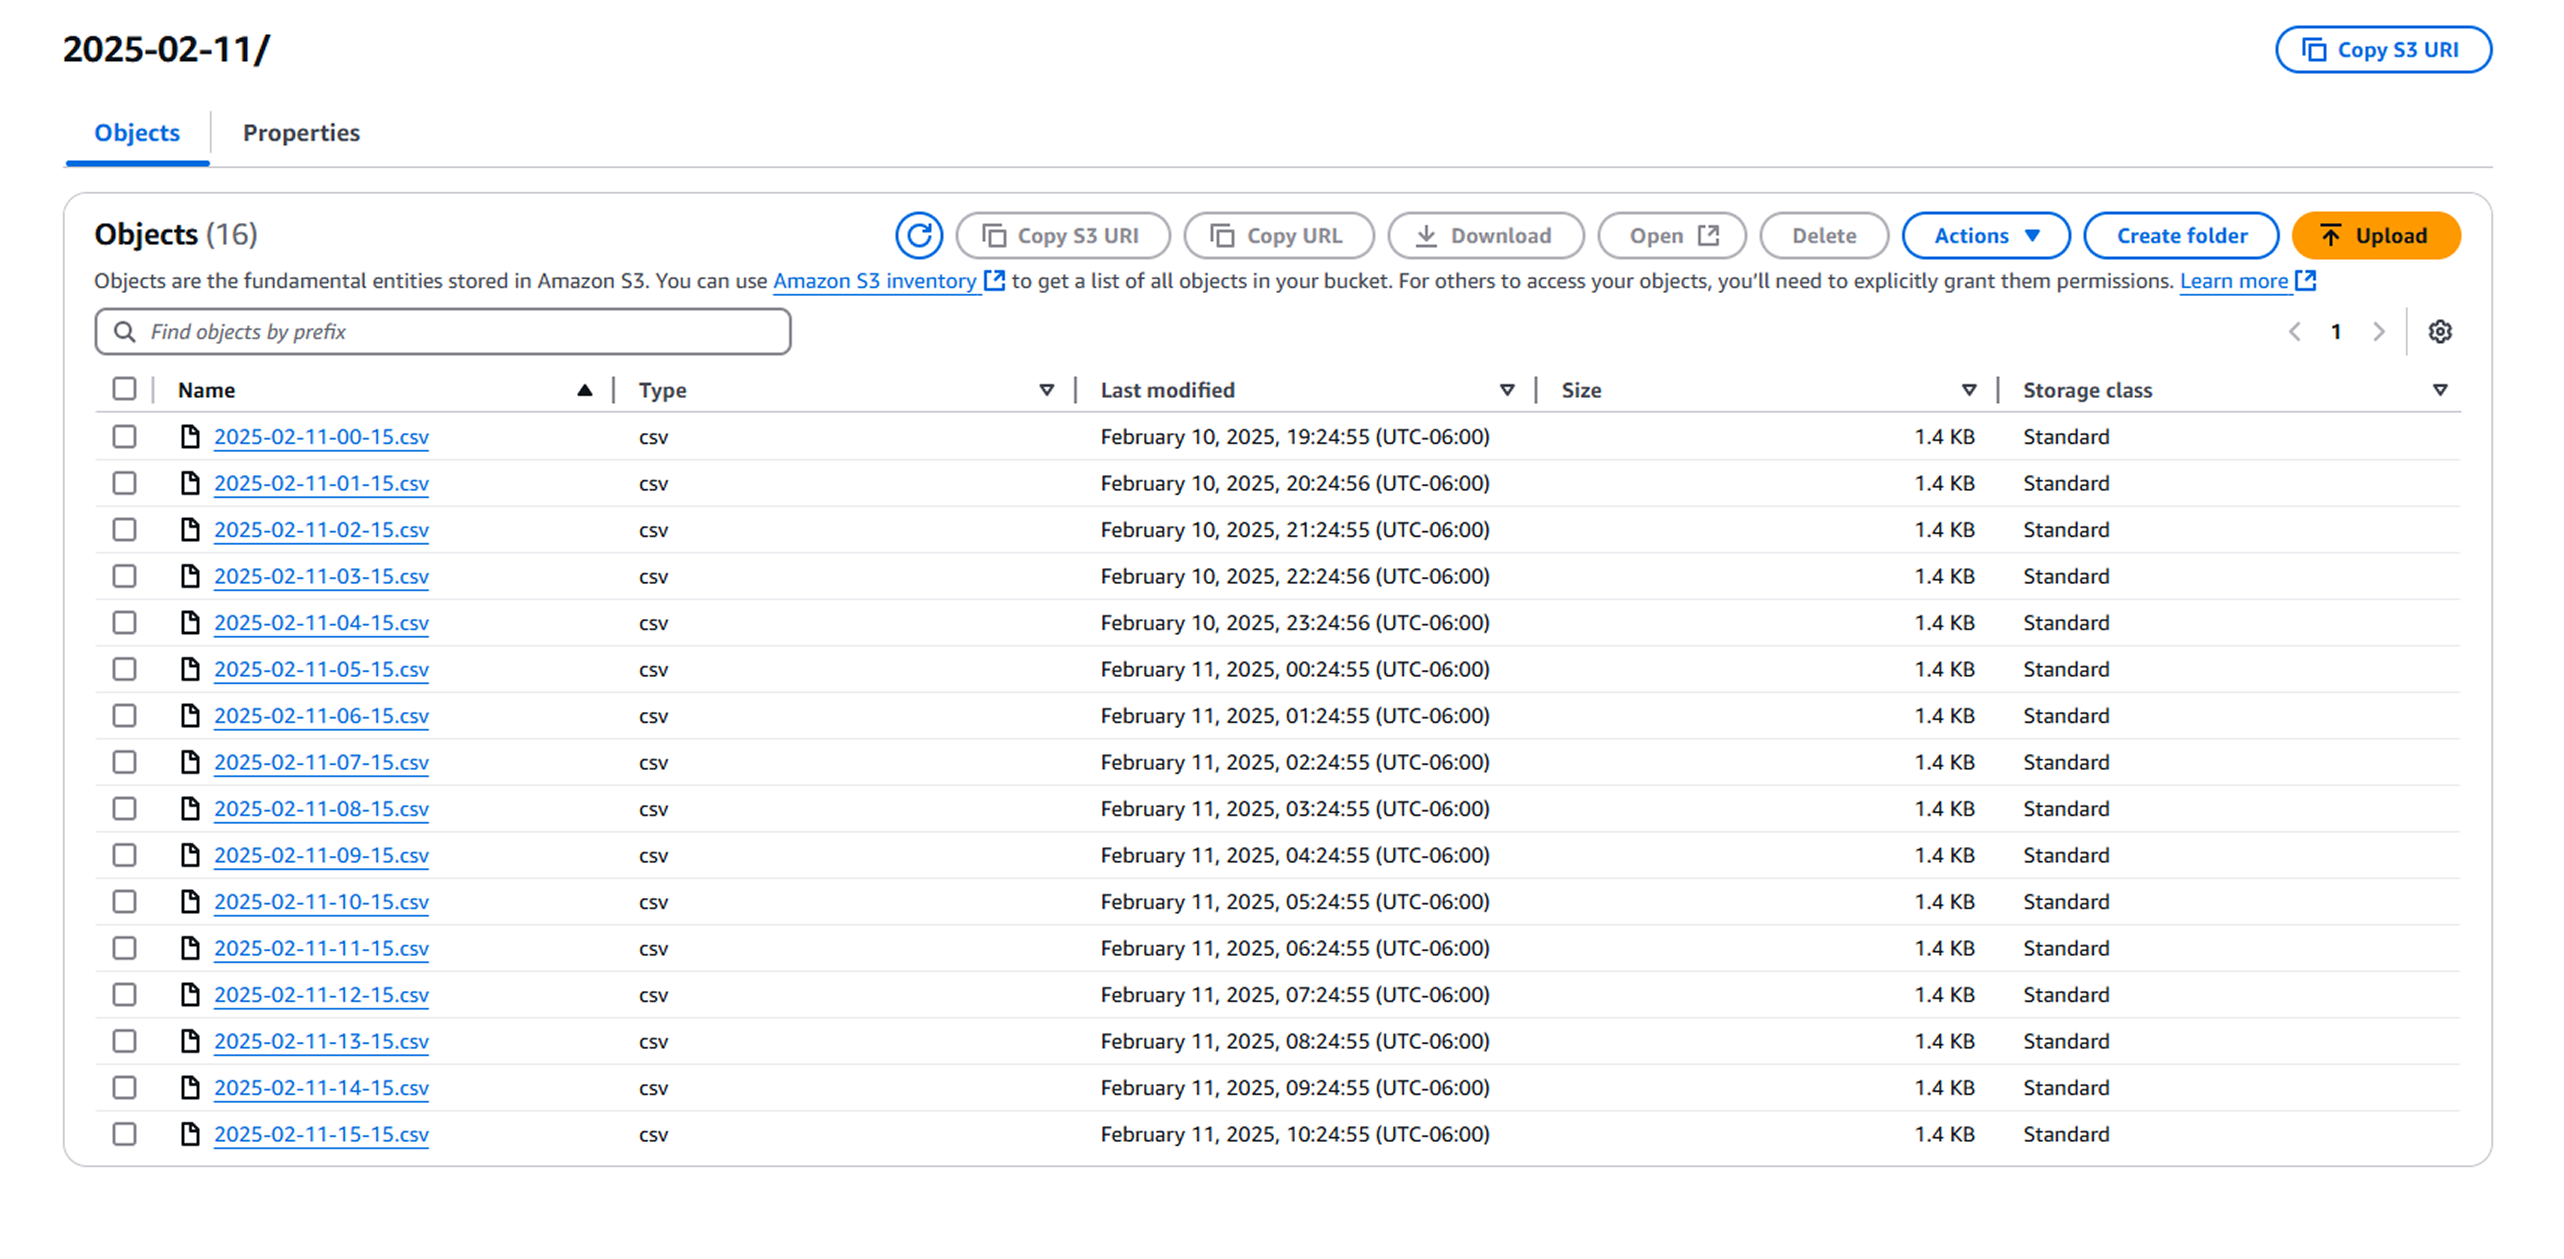 2025-02-11/ Copy S3 URI
Objects Properties
Objects (16) Copy S3 URI Copy URL Download Open Delete Actions Create folder Upload
Objects are the fundamental entities stored in Amazon S3. You can use Amazon S3 inventory to get a list of all objects in your bucket. For others to access your objects, you’ll need to explicitly grant them permissions. Learn more
Find objects by prefix 1
Name Type Last modified Size Storage class
2025-02-11-00-15.csv csv February 10, 2025, 19:24:55 (UTC-06:00) 1.4 KB Standard
2025-02-11-01-15.csv csv February 10, 2025, 20:24:56 (UTC-06:00) 1.4 KB Standard
2025-02-11-02-15.csv csv February 10, 2025, 21:24:55 (UTC-06:00) 1.4 KB Standard
2025-02-11-03-15.csv csv February 10, 2025, 22:24:56 (UTC-06:00) 1.4 KB Standard
2025-02-11-04-15.csv csv February 10, 2025, 23:24:56 (UTC-06:00) 1.4 KB Standard
2025-02-11-05-15.csv csv February 11, 2025, 00:24:55 (UTC-06:00) 1.4 KB Standard
2025-02-11-06-15.csv csv February 11, 2025, 01:24:55 (UTC-06:00) 1.4 KB Standard
2025-02-11-07-15.csv csv February 11, 2025, 02:24:55 (UTC-06:00) 1.4 KB Standard
2025-02-11-08-15.csv csv February 11, 2025, 03:24:55 (UTC-06:00) 1.4 KB Standard
2025-02-11-09-15.csv csv February 11, 2025, 04:24:55 (UTC-06:00) 1.4 KB Standard
2025-02-11-10-15.csv csv February 11, 2025, 05:24:55 (UTC-06:00) 1.4 KB Standard
2025-02-11-11-15.csv csv February 11, 2025, 06:24:55 (UTC-06:00) 1.4 KB Standard
2025-02-11-12-15.csv csv February 11, 2025, 07:24:55 (UTC-06:00) 1.4 KB Standard
2025-02-11-13-15.csv csv February 11, 2025, 08:24:55 (UTC-06:00) 1.4 KB Standard
2025-02-11-14-15.csv csv February 11, 2025, 09:24:55 (UTC-06:00) 1.4 KB Standard
2025-02-11-15-15.csv csv February 11, 2025, 10:24:55 (UTC-06:00) 1.4 KB Standard